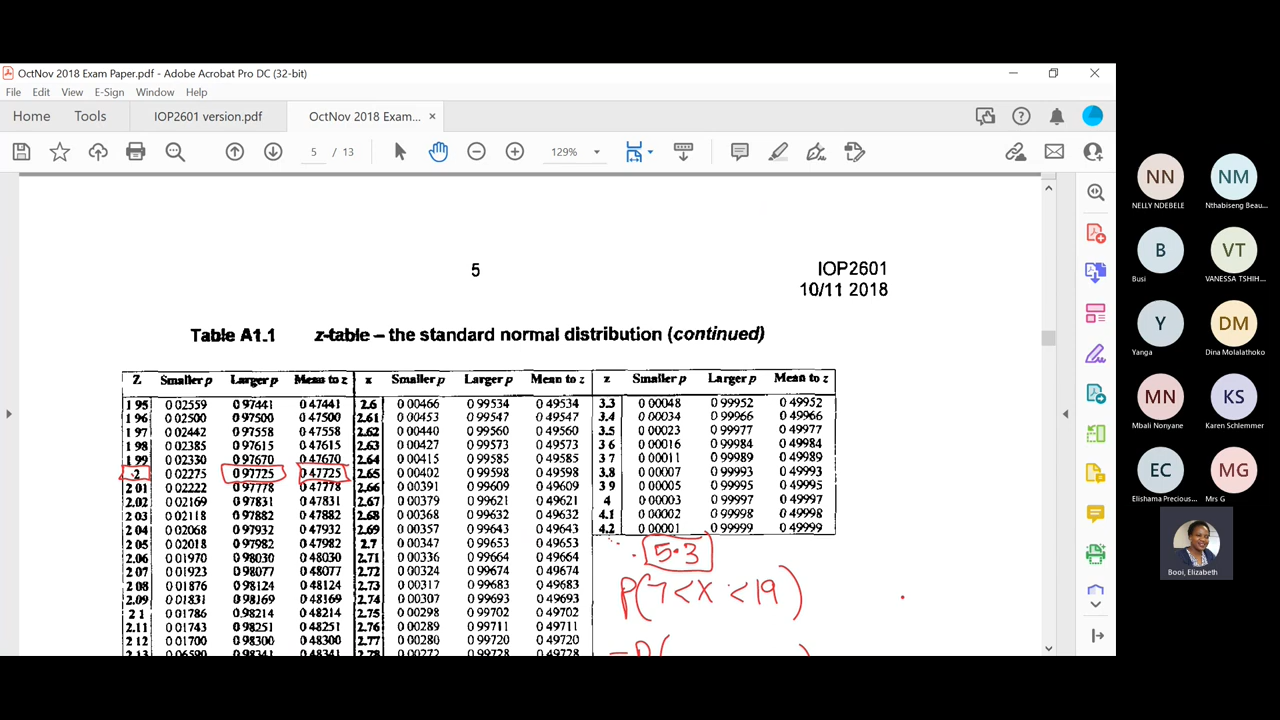 OctNov 2018 Exam Paper.pdf - Adobe Acrobat Pro DC (32-bit)
File Edit View E-Sign Window Help
Home Tools IOP2601 version.pdf OctNov 2018 Exam... ×
5 / 13 129%
5
IOP2601
10/11 2018
Table A1.1 z-table – the standard normal distribution (continued)
Z Smaller p Larger p Mean to z z Smaller p Larger p Mean to z z Smaller p Larger p Mean to z
1 95 0 02559 0 97441 0 47441 2.6 0 00466 0 99534 0 49534 3.3 0 00048 0 99952 0 49952
1 96 0 02500 0 97500 0 47500 2.61 0 00453 0 99547 0 49547 3.4 0 00034 0 99966 0 49966
1 97 0 02442 0 97558 0 47558 2.62 0 00440 0 99560 0 49560 3.5 0 00023 0 99977 0 49977
1 98 0 02385 0 97615 0 47615 2.63 0 00427 0 99573 0 49573 3 6 0 00016 0 99984 0 49984
1 99 0 02330 0 97670 0 47670 2.64 0 00415 0 99585 0 49585 3 7 0 00011 0 99989 0 49989
2 0 02275 0 97725 0 47725 2.65 0 00402 0 99598 0 49598 3.8 0 00007 0 99993 0 49993
2 01 0 02222 0 97778 0 47778 2.66 0 00391 0 99609 0 49609 3 9 0 00005 0 99995 0 49995
2.02 0 02169 0 97831 0 47831 2.67 0 00379 0 99621 0 49621 4 0 00003 0 99997 0 49997
2 03 0 02118 0 97882 0 47882 2.68 0 00368 0 99632 0 49632 4.1 0 00002 0 99998 0 49998
2 04 0 02068 0 97932 0 47932 2.69 0 00357 0 99643 0 49643 4.2 0 00001 0 99999 0 49999
2 05 0 02018 0 97982 0 47982 2.7 0 00347 0 99653 0 49653
2.06 0 01970 0 98030 0 48030 2.71 0 00336 0 99664 0 49664
2 07 0 01923 0 98077 0 48077 2.72 0 00324 0 99674 0 49674
2 08 0 01876 0 98124 0 48124 2.73 0 00317 0 99683 0 49683
2.09 0 01831 0 98169 0 48169 2.74 0 00307 0 99693 0 49693
2 1 0 01786 0 98214 0 48214 2.75 0 00298 0 99702 0 49702
2.11 0 01743 0 98251 0 48251 2.76 0 00289 0 99711 0 49711
2 12 0 01700 0 98300 0 48300 2.77 0 00280 0 99720 0 49720
2.13 0 06590 0 98341 0 48341 2.78 0 00272 0 99728 0 49728
5.3
P(7 < X < 19)
NN NM
NELLY NDEBELE Nthabiseng Beau...
B VT
Busi VANESSA TSHIH...
Y DM
Yanga Dina Molalathoko
MN KS
Mbali Nonyane Karen Schlemmer
EC MG
Elishama Precious... Mrs G
Booi, Elizabeth